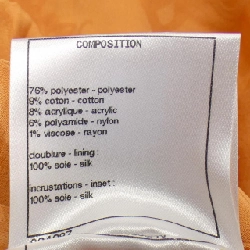 COMPOSITION
76% polyester - polyester
9% coton - cotton
8% acrylique - acrylic
6% polyamide - nylon
1% viscose - rayon
doublure - lining :
100% soie - silk
incrustations - inset :
100% soie - silk